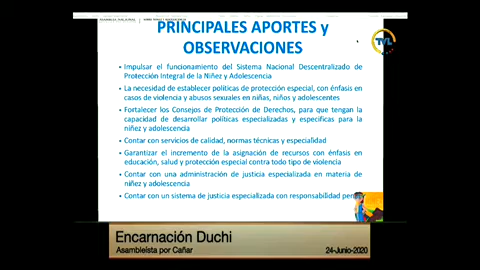 PRINCIPALES APORTES y
OBSERVACIONES
TVL
• Impulsar el funcionamiento del Sistema Nacional Descentralizado de
Protección Integral de la Niñez y Adolescencia
• La necesidad de establecer políticas de protección especial, con énfasis en
casos de violencia y abusos sexuales en niñas, niños y adolescentes
• Fortalecer los Consejos de Protección de Derechos, para que tengan la
capacidad de desarrollar políticas especializadas y especificas para la
niñez y adolescencia
• Contar con servicios de calidad, normas técnicas y especialidad
• Garantizar el incremento de la asignación de recursos con énfasis en
educación, salud y protección especial contra todo tipo de violencia
• Contar con una administración de justicia especializada en materia de
niñez y adolescencia
• Contar con un sistema de justicia especializada con responsabilidad
Encarnación Duchi
Asambleísta por Cañar
24-Junio-2020